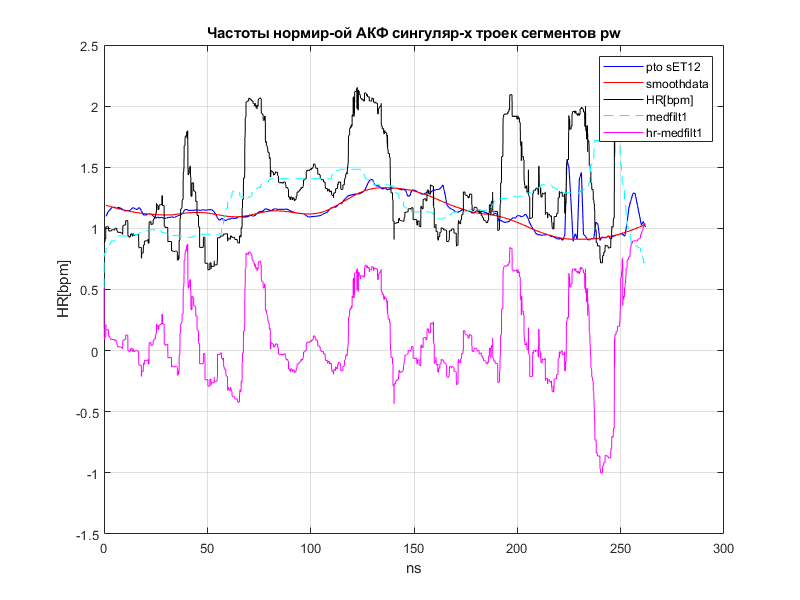 Частоты нормир-ой АКФ сингуляр-х троек сегментов pw
pto sET12
smoothdata
HR[bpm]
medfilt1
hr-medfilt1
HR[bpm]
2.5
2
1.5
1
0.5
0
-0.5
-1
-1.5
0
50
100
150
200
250
300
ns